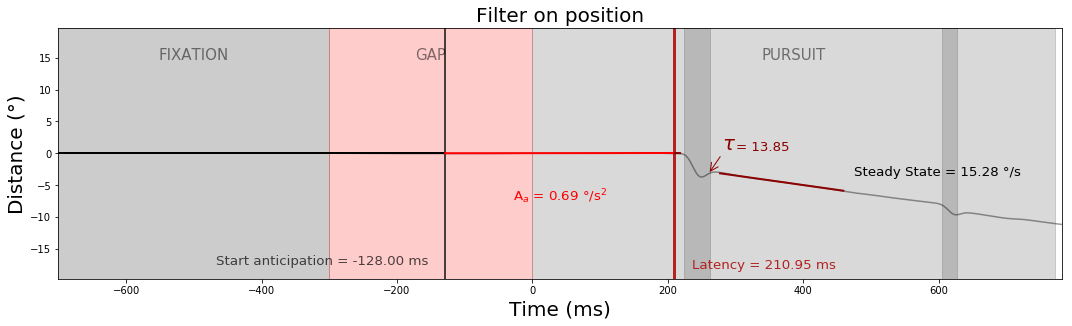 Filter on position
FIXATION
GAP
PURSUIT
Distance (°)
15
10
5
0
−5
−10
−15
τ = 13.85
Steady State = 15.28 °/s
Aa = 0.69 °/s²
Start anticipation = -128.00 ms
Latency = 210.95 ms
−600
−400
−200
0
200
400
600
Time (ms)